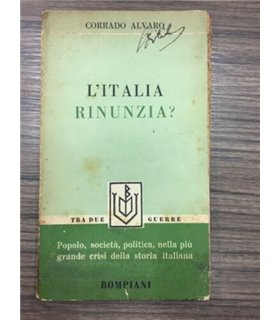 CORRADO ALVARO
L'ITALIA
RINUNZIA?
TRA DUE GUERRE
Popolo, società, politica, nella più
grande crisi della storia italiana
BOMPIANI